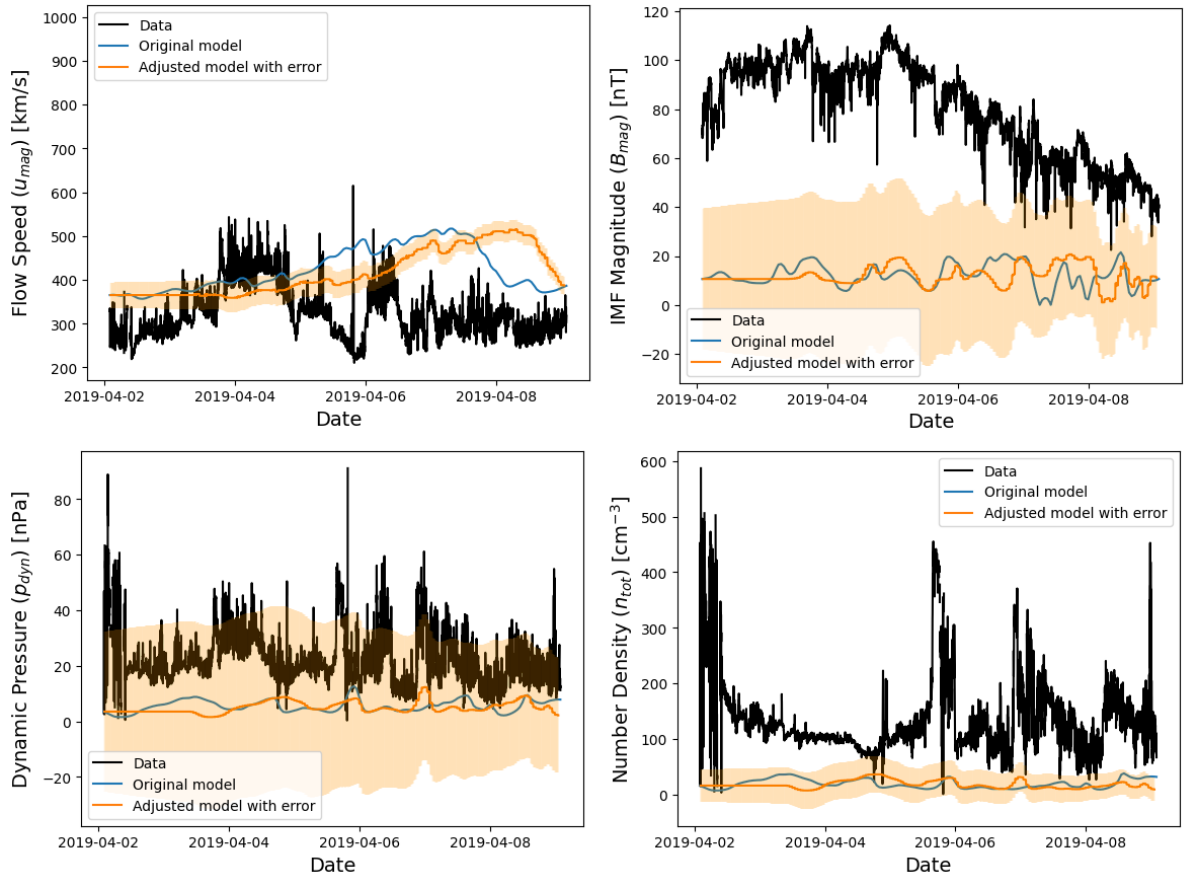 1000
900
800
700
600
500
400
300
200
Flow Speed (u_mag) [km/s]
Data
Original model
Adjusted model with error
2019-04-02 2019-04-04 2019-04-06 2019-04-08
Date
120
100
80
60
40
20
0
−20
IMF Magnitude (B_mag) [nT]
Data
Original model
Adjusted model with error
2019-04-02 2019-04-04 2019-04-06 2019-04-08
Date
80
60
40
20
0
−20
Dynamic Pressure (p_dyn) [nPa]
Data
Original model
Adjusted model with error
2019-04-02 2019-04-04 2019-04-06 2019-04-08
Date
600
500
400
300
200
100
0
Number Density (n_tot) [cm⁻³]
Data
Original model
Adjusted model with error
2019-04-02 2019-04-04 2019-04-06 2019-04-08
Date